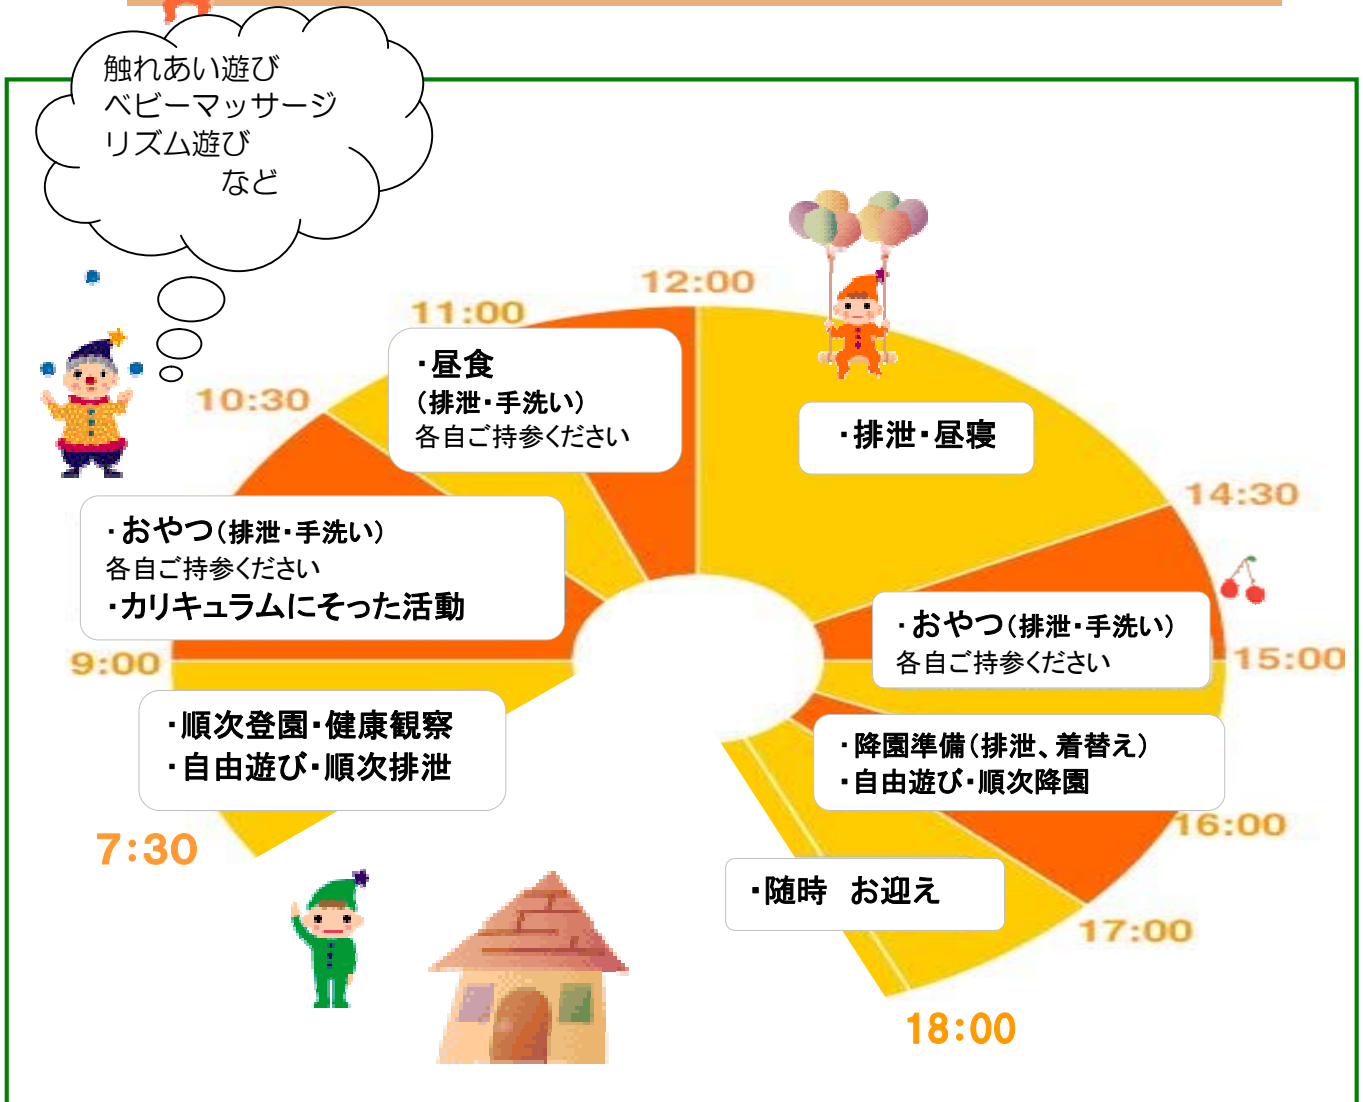 触れあい遊び
ベビーマッサージ
リズム遊び
など
12:00
11:00
・昼食
(排泄・手洗い)
各自ご持参ください
10:30
・排泄・昼寝
14:30
・おやつ(排泄・手洗い)
各自ご持参ください
・カリキュラムにそった活動
9:00
・おやつ(排泄・手洗い)
各自ご持参ください
15:00
・順次登園・健康観察
・自由遊び・順次排泄
・降園準備(排泄、着替え)
・自由遊び・順次降園
16:00
7:30
・随時　お迎え
17:00
18:00